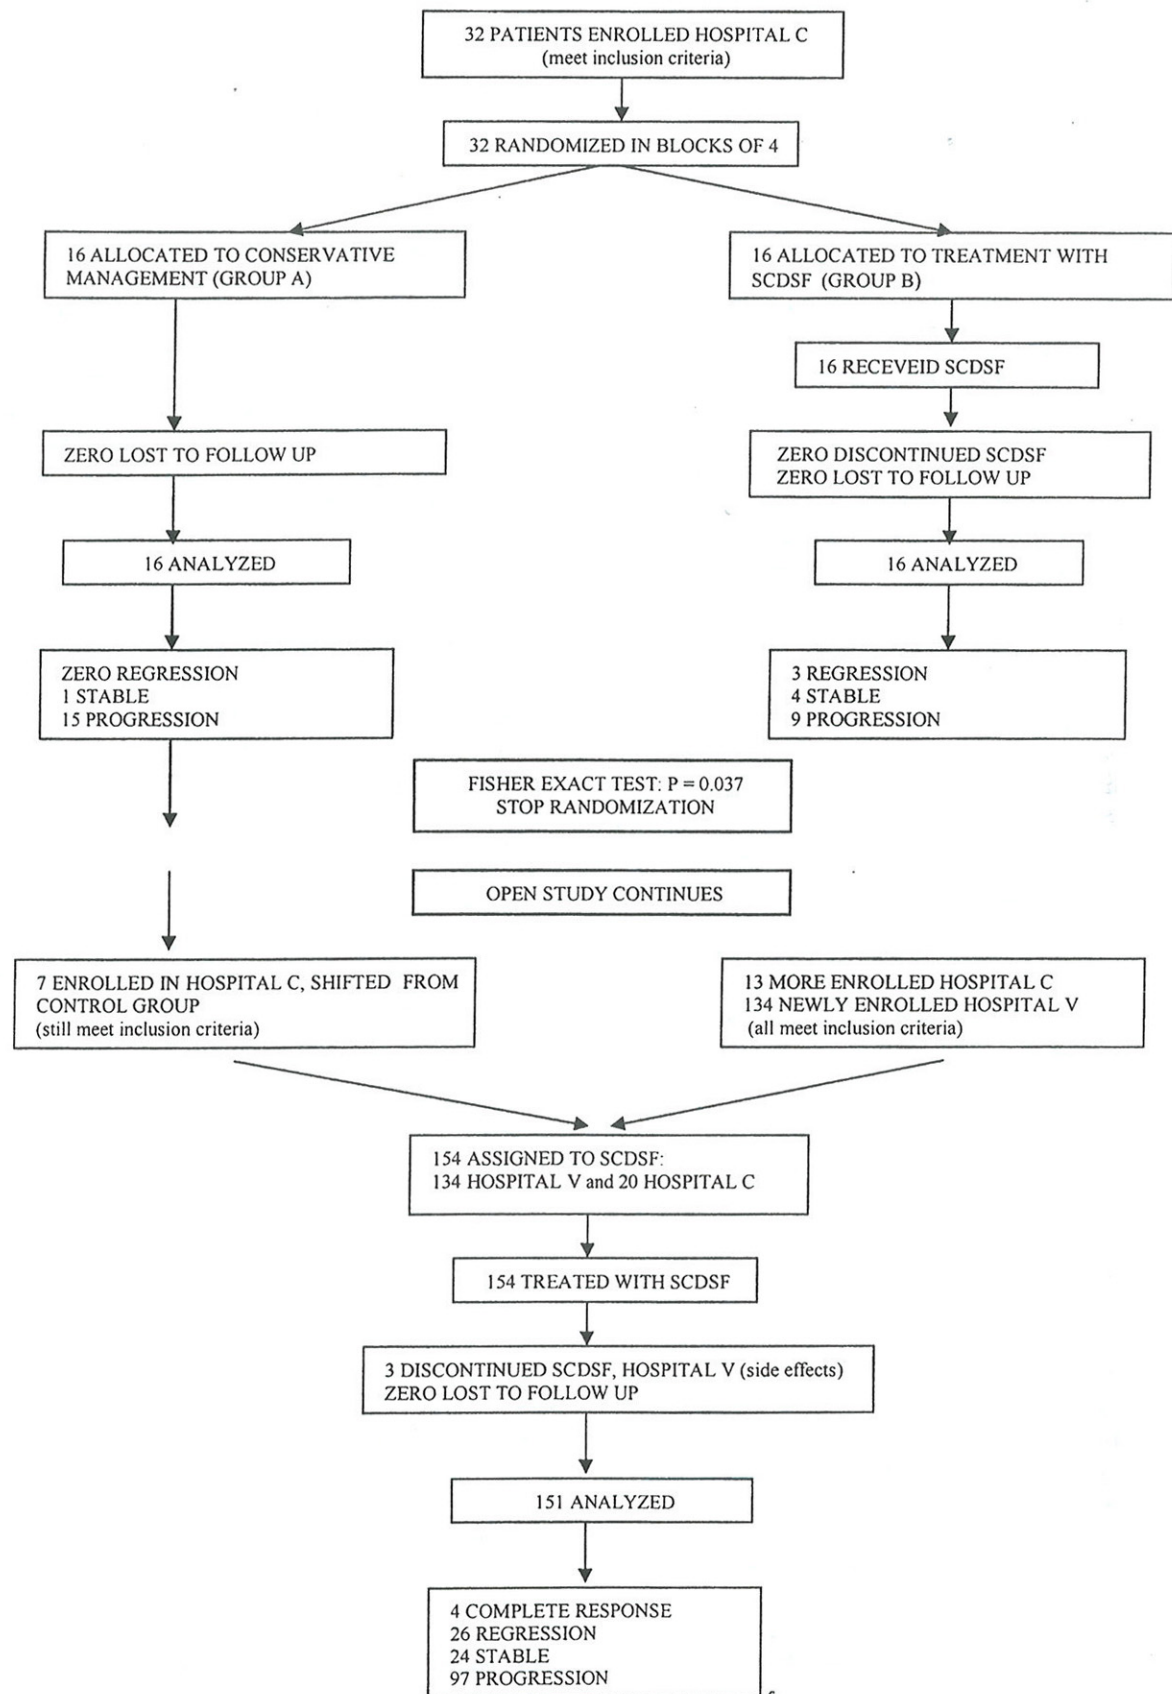 32 PATIENTS ENROLLED HOSPITAL C
(meet inclusion criteria)
32 RANDOMIZED IN BLOCKS OF 4
16 ALLOCATED TO CONSERVATIVE
MANAGEMENT (GROUP A)
16 ALLOCATED TO TREATMENT WITH
SCDSF (GROUP B)
16 RECEVEID SCDSF
ZERO LOST TO FOLLOW UP
ZERO DISCONTINUED SCDSF
ZERO LOST TO FOLLOW UP
16 ANALYZED
16 ANALYZED
ZERO REGRESSION
1 STABLE
15 PROGRESSION
3 REGRESSION
4 STABLE
9 PROGRESSION
FISHER EXACT TEST: P = 0.037
STOP RANDOMIZATION
OPEN STUDY CONTINUES
7 ENROLLED IN HOSPITAL C, SHIFTED FROM
CONTROL GROUP
(still meet inclusion criteria)
13 MORE ENROLLED HOSPITAL C
134 NEWLY ENROLLED HOSPITAL V
(all meet inclusion criteria)
154 ASSIGNED TO SCDSF:
134 HOSPITAL V and 20 HOSPITAL C
154 TREATED WITH SCDSF
3 DISCONTINUED SCDSF, HOSPITAL V (side effects)
ZERO LOST TO FOLLOW UP
151 ANALYZED
4 COMPLETE RESPONSE
26 REGRESSION
24 STABLE
97 PROGRESSION